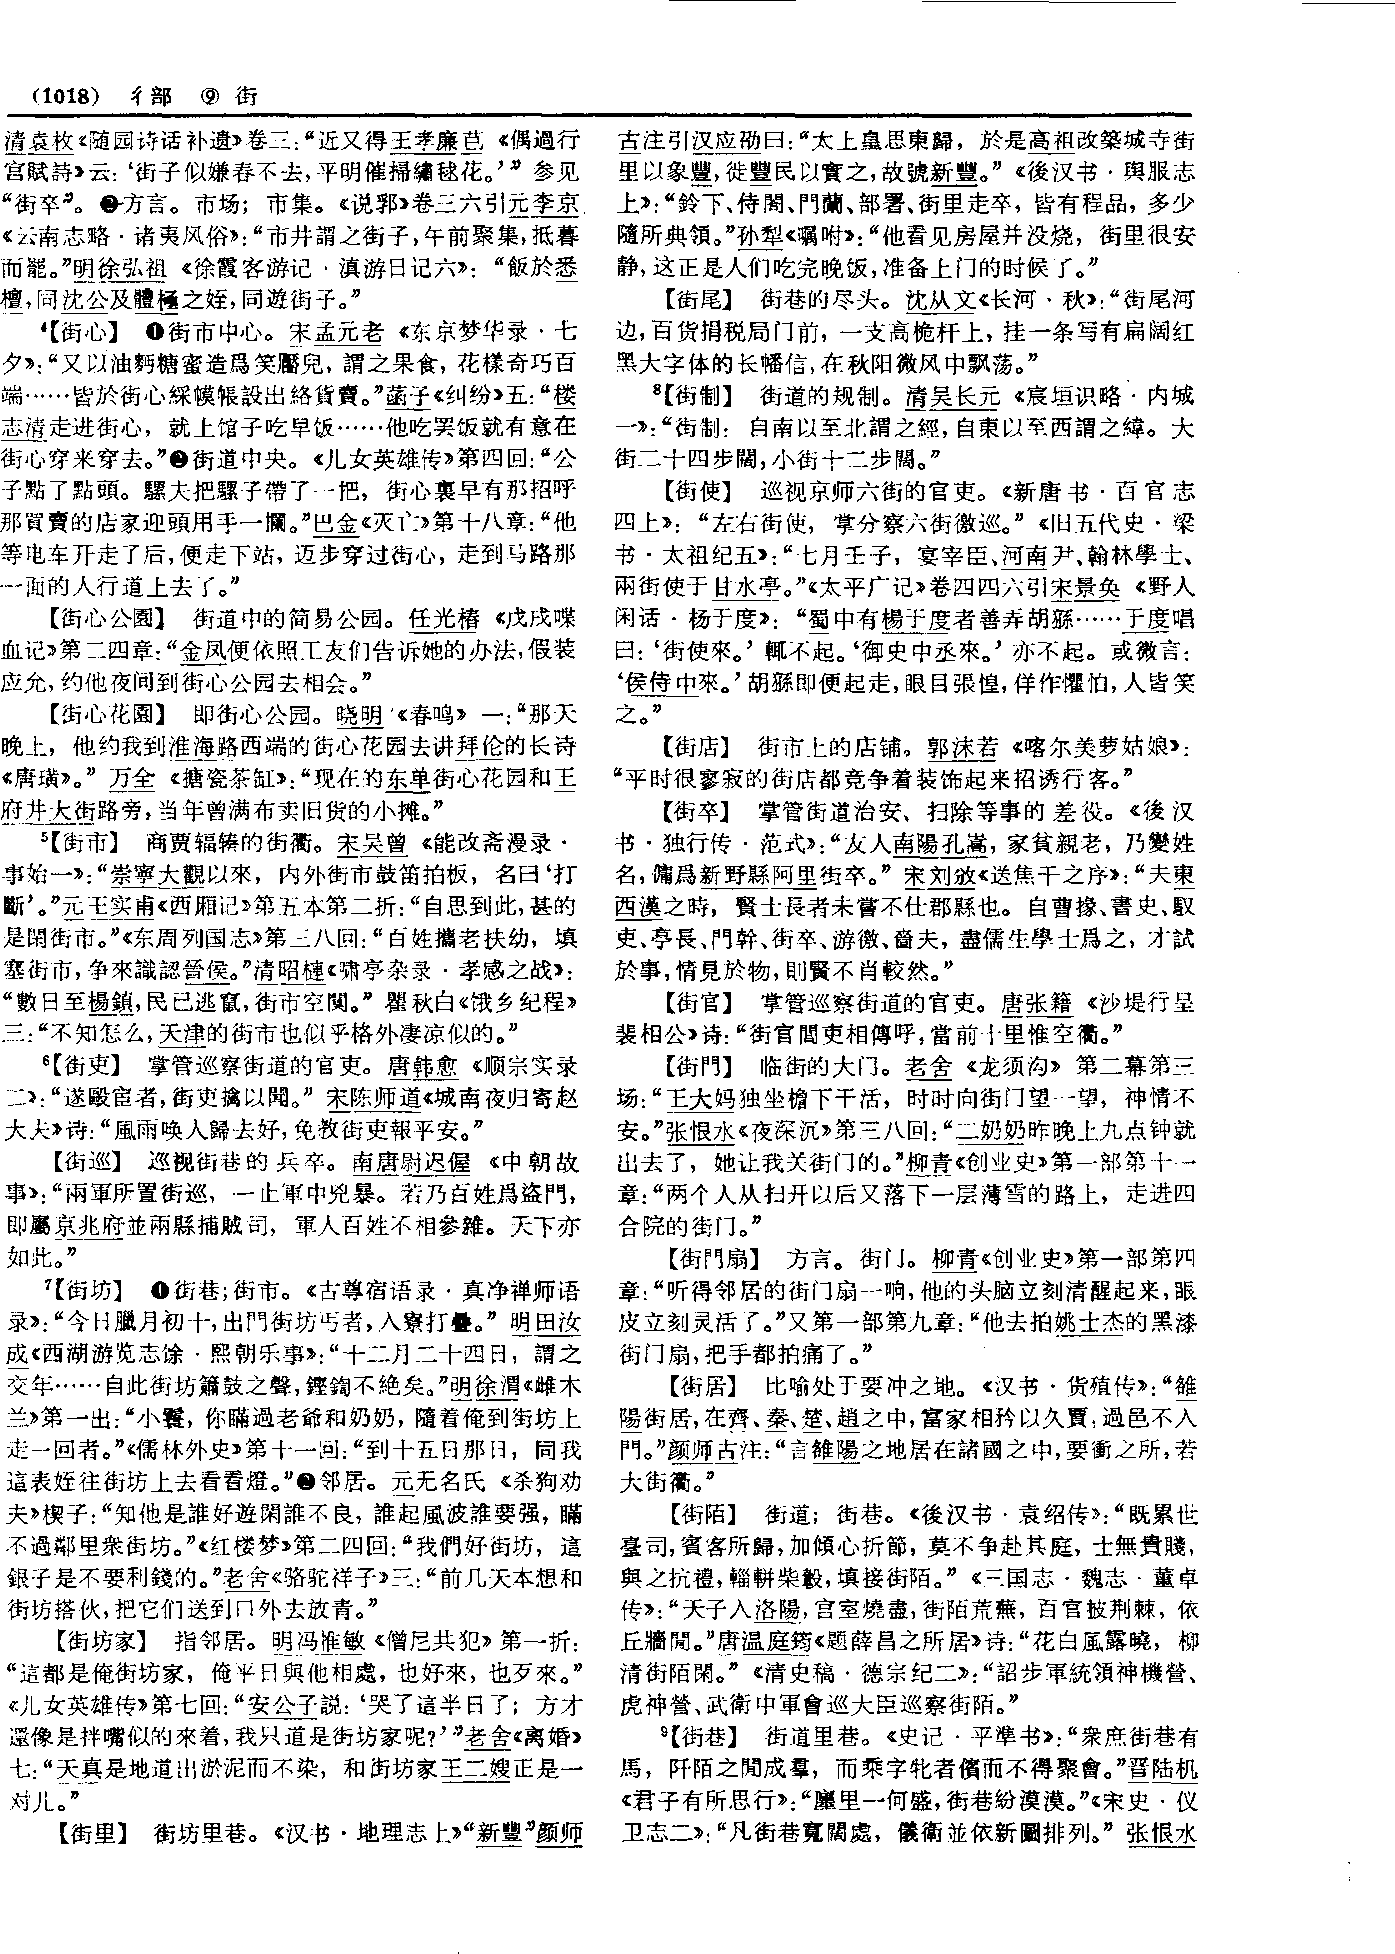 (1018) 彳部 ⑨ 街
清袁枚《随园诗话补遗》卷三:“近又得王孝廉芑《偶過行
宫賦詩》云:‘街子似嫌春不去,平明催掃繡毬花。’” 参见
“街卒”。❷方言。市场;市集。《说郛》卷三六引元李京
《云南志略·诸夷风俗》:“市井謂之街子,午前聚集,抵暮
而罷。”明徐弘祖《徐霞客游记·滇游日记六》:“飯於悉
檀,同沈公及體極之姪,同遊街子。”
⁴【街心】 ❶街市中心。宋孟元老《东京梦华录·七
夕》:“又以油麪糖蜜造爲笑靨兒,謂之果食,花樣奇巧百
端……皆於街心綵幙帳設出絡貨賣。”菡子《纠纷》五:“楼
志清走进街心,就上馆子吃早饭……他吃罢饭就有意在
街心穿来穿去。”❷街道中央。《儿女英雄传》第四回:“公
子點了點頭。騾夫把騾子帶了一把,街心裏早有那招呼
那買賣的店家迎頭用手一攔。”巴金《灭亡》第十八章:“他
等电车开走了后,便走下站,迈步穿过街心,走到马路那
一面的人行道上去了。”
【街心公園】 街道中的简易公园。任光椿《戊戌喋
血记》第二四章:“金凤便依照工友们告诉她的办法,假装
应允,约他夜间到街心公园去相会。”
【街心花園】 即街心公园。晓明《春鸣》一:“那天
晚上,他约我到淮海路西端的街心花园去讲拜伦的长诗
《唐璜》。” 万全《搪瓷茶缸》:“现在的东单街心花园和王
府井大街路旁,当年曾满布卖旧货的小摊。”
⁵【街市】 商贾辐辏的街衢。宋吴曾《能改斋漫录·
事始一》:“崇寧大觀以來,内外街市鼓笛拍板,名曰‘打
斷’。”元王实甫《西厢记》第五本第二折:“自思到此,甚的
是閑街市。”《东周列国志》第三八回:“百姓攜老扶幼,填
塞街市,争來識認晉侯。”清昭梿《啸亭杂录·孝感之战》:
“數日至楊鎮,民已逃竄,街市空閴。” 瞿秋白《饿乡纪程》
三:“不知怎么,天津的街市也似乎格外凄凉似的。”
⁶【街吏】 掌管巡察街道的官吏。唐韩愈《顺宗实录
二》:“遂毆宦者,街吏擒以聞。” 宋陈师道《城南夜归寄赵
大夫》诗:“風雨唤人歸去好,免教街吏報平安。”
【街巡】 巡视街巷的兵卒。南唐尉迟偓《中朝故
事》:“兩軍所置街巡,一止軍中兇暴。若乃百姓爲盜鬥,
即屬京兆府並兩縣捕賊司,軍人百姓不相參雜。天下亦
如此。”
⁷【街坊】 ❶街巷;街市。《古尊宿语录·真净禅师语
录》:“今日臘月初十,出門街坊丐者,入寮打疊。” 明田汝
成《西湖游览志馀·熙朝乐事》:“十二月二十四日,謂之
交年……自此街坊簫鼓之聲,鏗鍧不絶矣。”明徐渭《雌木
兰》第一出:“小鬟,你瞞過老爺和奶奶,隨着俺到街坊上
走一回者。”《儒林外史》第十一回:“到十五日那日,同我
這表姪往街坊上去看看燈。”❷邻居。元无名氏《杀狗劝
夫》楔子:“知他是誰好遊閑誰不良,誰起風波誰要强,瞞
不過鄰里衆街坊。”《红楼梦》第二四回:“我們好街坊,這
銀子是不要利錢的。”老舍《骆驼祥子》三:“前几天本想和
街坊搭伙,把它们送到口外去放青。”
【街坊家】 指邻居。明冯惟敏《僧尼共犯》第一折:
“這都是俺街坊家,俺平日與他相處,也好來,也歹來。”
《儿女英雄传》第七回:“安公子説:‘哭了這半日了;方才
還像是拌嘴似的來着,我只道是街坊家呢?’”老舍《离婚》
七:“天真是地道出淤泥而不染,和街坊家王二嫂正是一
对儿。”
【街里】 街坊里巷。《汉书·地理志上》“新豐”颜师
古注引汉应劭曰:“太上皇思東歸,於是高祖改築城寺街
里以象豐,徙豐民以實之,故號新豐。”《後汉书·舆服志
上》:“鈴下、侍閣、門蘭、部署、街里走卒,皆有程品,多少
隨所典領。”孙犁《嘱咐》:“他看见房屋并没烧,街里很安
静,这正是人们吃完晚饭,准备上门的时候了。”
【街尾】 街巷的尽头。沈从文《长河·秋》:“街尾河
边,百货捐税局门前,一支高桅杆上,挂一条写有扁阔红
黑大字体的长幡信,在秋阳微风中飘荡。”
⁸【街制】 街道的规制。清吴长元《宸垣识略·内城
一》:“街制:自南以至北謂之經,自東以至西謂之緯。大
街二十四步闊,小街十二步闊。”
【街使】 巡视京师六街的官吏。《新唐书·百官志
四上》:“左右街使,掌分察六街徼巡。”《旧五代史·梁
书·太祖纪五》:“七月壬子,宴宰臣、河南尹、翰林學士、
兩街使于甘水亭。”《太平广记》卷四四六引宋景焕《野人
闲话·杨于度》:“蜀中有楊于度者善弄胡猻……于度唱
曰:‘街使來。’輒不起。‘御史中丞來。’亦不起。或微言:
‘侯侍中來。’胡猻即便起走,眼目張惶,佯作懼怕,人皆笑
之。”
【街店】 街市上的店铺。郭沫若《喀尔美萝姑娘》:
“平时很寥寂的街店都竞争着装饰起来招诱行客。”
【街卒】 掌管街道治安、扫除等事的差役。《後汉
书·独行传·范式》:“友人南陽孔嵩,家貧親老,乃變姓
名,傭爲新野縣阿里街卒。” 宋刘攽《送焦千之序》:“夫東
西漢之時,賢士長者未嘗不仕郡縣也。自曹掾、書史、馭
吏、亭長、門幹、街卒、游徼、嗇夫,盡儒生學士爲之,才試
於事,情見於物,則賢不肖較然。”
【街官】 掌管巡察街道的官吏。唐张籍《沙堤行呈
裴相公》诗:“街官閭吏相傳呼,當前十里惟空衢。”
【街門】 临街的大门。老舍《龙须沟》第二幕第三
场:“王大妈独坐檐下干活,时时向街门望一望,神情不
安。”张恨水《夜深沉》第三八回:“二奶奶昨晚上九点钟就
出去了,她让我关街门的。”柳青《创业史》第一部第十一
章:“两个人从扫开以后又落下一层薄雪的路上,走进四
合院的街门。”
【街門扇】 方言。街门。柳青《创业史》第一部第四
章:“听得邻居的街门扇一响,他的头脑立刻清醒起来,眼
皮立刻灵活了。”又第一部第九章:“他去拍姚士杰的黑漆
街门扇,把手都拍痛了。”
【街居】 比喻处于要冲之地。《汉书·货殖传》:“雒
陽街居,在齊、秦、楚、趙之中,富家相矜以久賈,過邑不入
門。”颜师古注:“言雒陽之地居在諸國之中,要衝之所,若
大街衢。”
【街陌】 街道;街巷。《後汉书·袁绍传》:“既累世
臺司,賓客所歸,加傾心折節,莫不争赴其庭,士無貴賤,
與之抗禮,輜軿柴轂,填接街陌。”《三国志·魏志·董卓
传》:“天子入洛陽,宫室燒盡,街陌荒蕪,百官披荆棘,依
丘牆間。”唐温庭筠《题薛昌之所居》诗:“花白風露曉,柳
清街陌閑。”《清史稿·德宗纪二》:“詔步軍統領神機營、
虎神營、武衛中軍會巡大臣巡察街陌。”
⁹【街巷】 街道里巷。《史记·平準书》:“衆庶街巷有
馬,阡陌之間成羣,而乘字牝者儐而不得聚會。”晋陆机
《君子有所思行》:“廛里一何盛,街巷紛漠漠。”《宋史·仪
卫志二》:“凡街巷寬闊處,儀衛並依新圖排列。” 张恨水